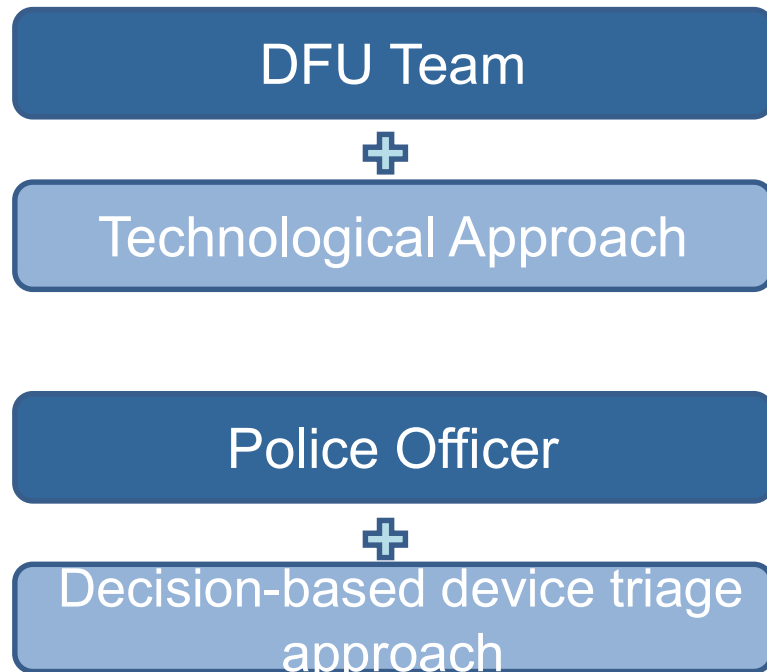 DFU Team
Technological Approach
Police Officer
Decision-based device triage
approach